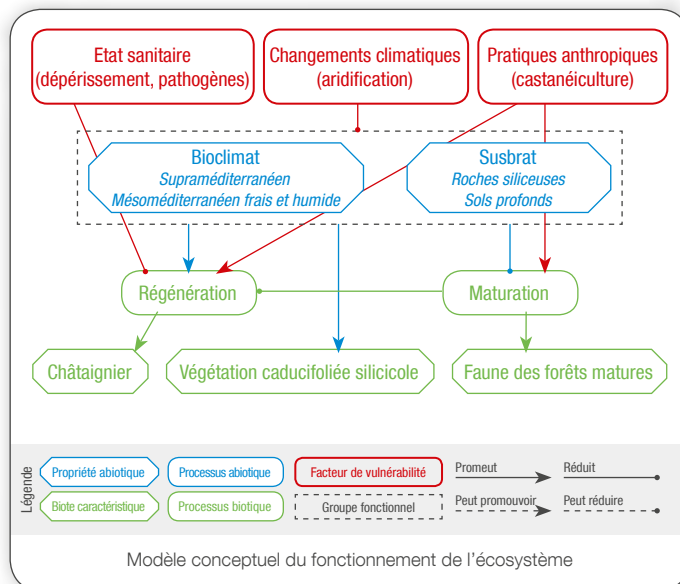 Etat sanitaire
(dépérissement, pathogènes)
Changements climatiques
(aridification)
Pratiques anthropiques
(castanéiculture)
Bioclimat
Supraméditerranéen
Mésoméditerranéen frais et humide
Susbrat
Roches siliceuses
Sols profonds
Régénération
Maturation
Châtaignier
Végétation caducifoliée silicicole
Faune des forêts matures
Légende
Propriété abiotique
Processus abiotique
Facteur de vulnérabilité
Promeut
Réduit
Biote caractéristique
Processus biotique
Groupe fonctionnel
Peut promouvoir
Peut réduire
Modèle conceptuel du fonctionnement de l'écosystème